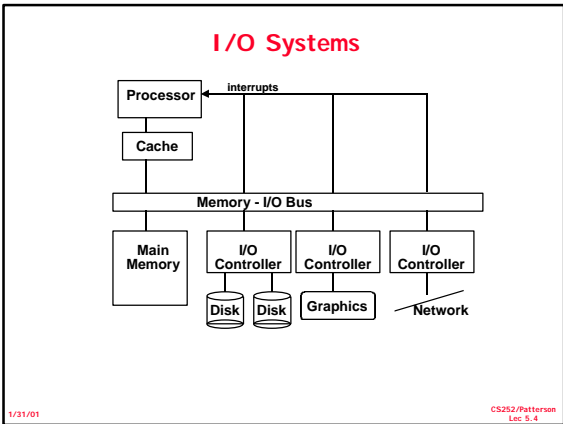 I/O Systems
interrupts
Processor
Cache
Memory - I/O Bus
Main
Memory
I/O
Controller
I/O
Controller
I/O
Controller
Disk
Disk
Graphics
Network
1/31/01
CS252/Patterson
Lec 5.4